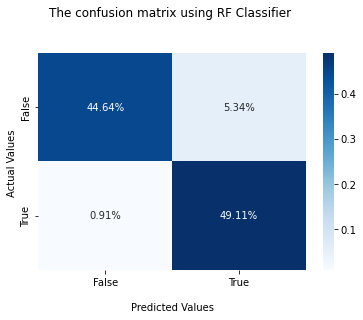 The confusion matrix using RF Classifier
Actual Values
False
44.64%
5.34%
True
0.91%
49.11%
False
True
Predicted Values
0.4
0.3
0.2
0.1